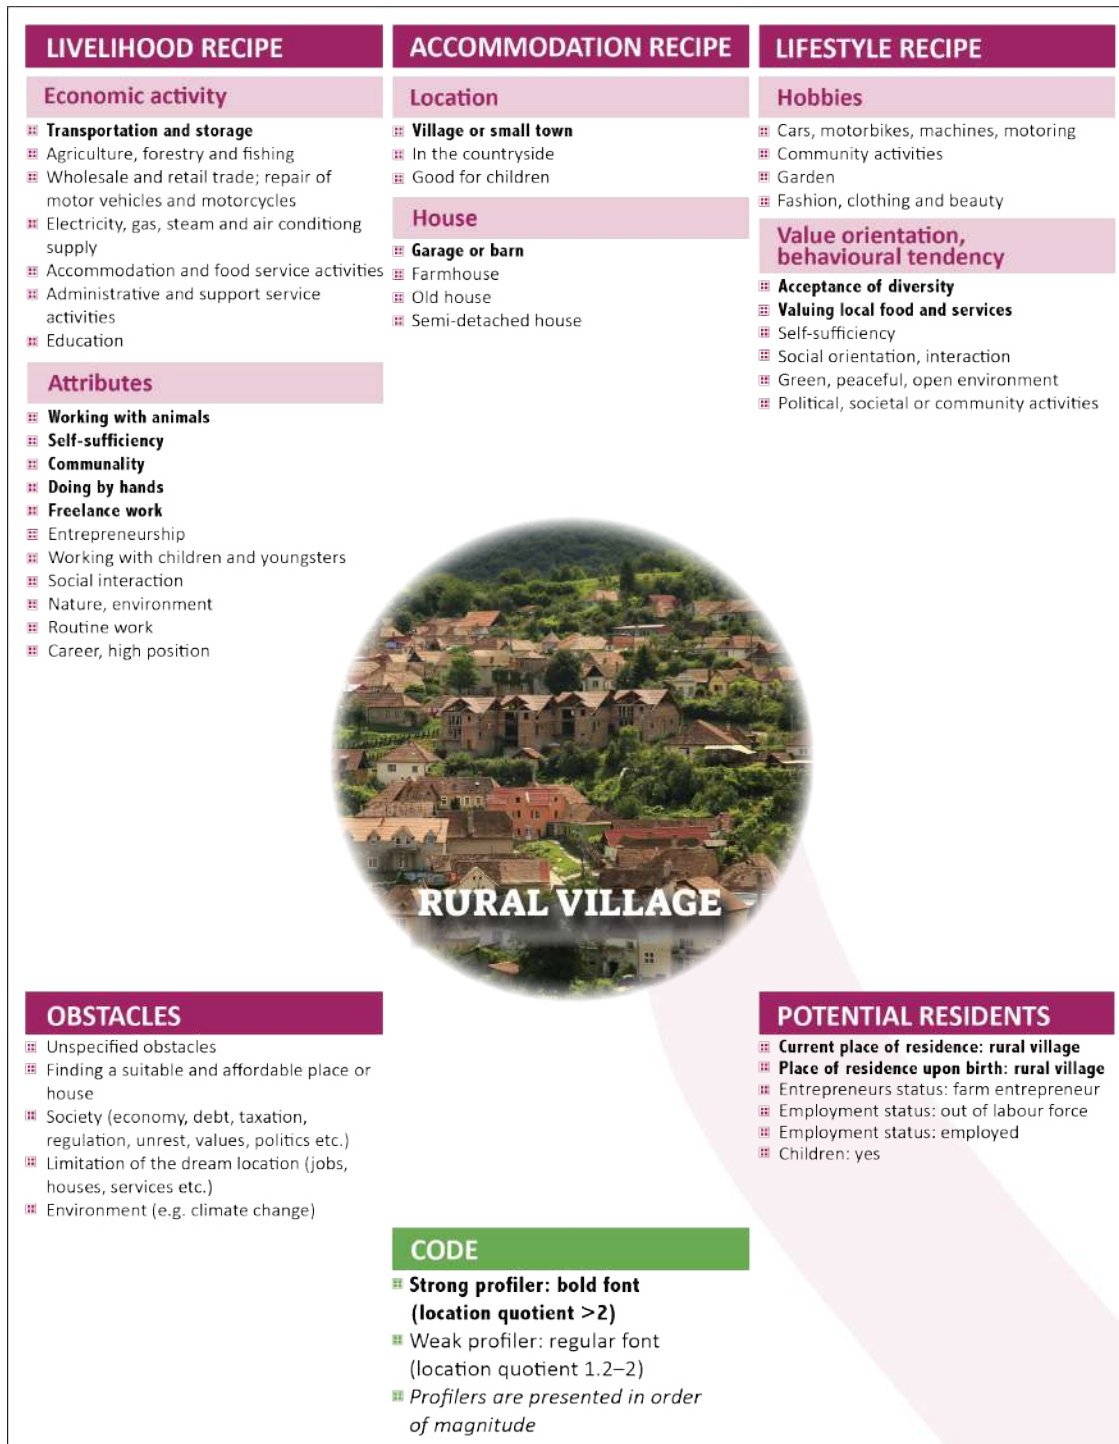 LIVELIHOOD RECIPE
Economic activity
Transportation and storage
Agriculture, forestry and fishing
Wholesale and retail trade; repair of
motor vehicles and motorcycles
Electricity, gas, steam and air conditiong
supply
Accommodation and food service activities
Administrative and support service
activities
Education
Attributes
Working with animals
Self-sufficiency
Communality
Doing by hands
Freelance work
Entrepreneurship
Working with children and youngsters
Social interaction
Nature, environment
Routine work
Career, high position
ACCOMMODATION RECIPE
Location
Village or small town
In the countryside
Good for children
House
Garage or barn
Farmhouse
Old house
Semi-detached house
LIFESTYLE RECIPE
Hobbies
Cars, motorbikes, machines, motoring
Community activities
Garden
Fashion, clothing and beauty
Value orientation,
behavioural tendency
Acceptance of diversity
Valuing local food and services
Self-sufficiency
Social orientation, interaction
Green, peaceful, open environment
Political, societal or community activities
RURAL VILLAGE
OBSTACLES
Unspecified obstacles
Finding a suitable and affordable place or
house
Society (economy, debt, taxation,
regulation, unrest, values, politics etc.)
Limitation of the dream location (jobs,
houses, services etc.)
Environment (e.g. climate change)
POTENTIAL RESIDENTS
Current place of residence: rural village
Place of residence upon birth: rural village
Entrepreneurs status: farm entrepreneur
Employment status: out of labour force
Employment status: employed
Children: yes
CODE
Strong profiler: bold font
(location quotient >2)
Weak profiler: regular font
(location quotient 1.2–2)
Profilers are presented in order
of magnitude